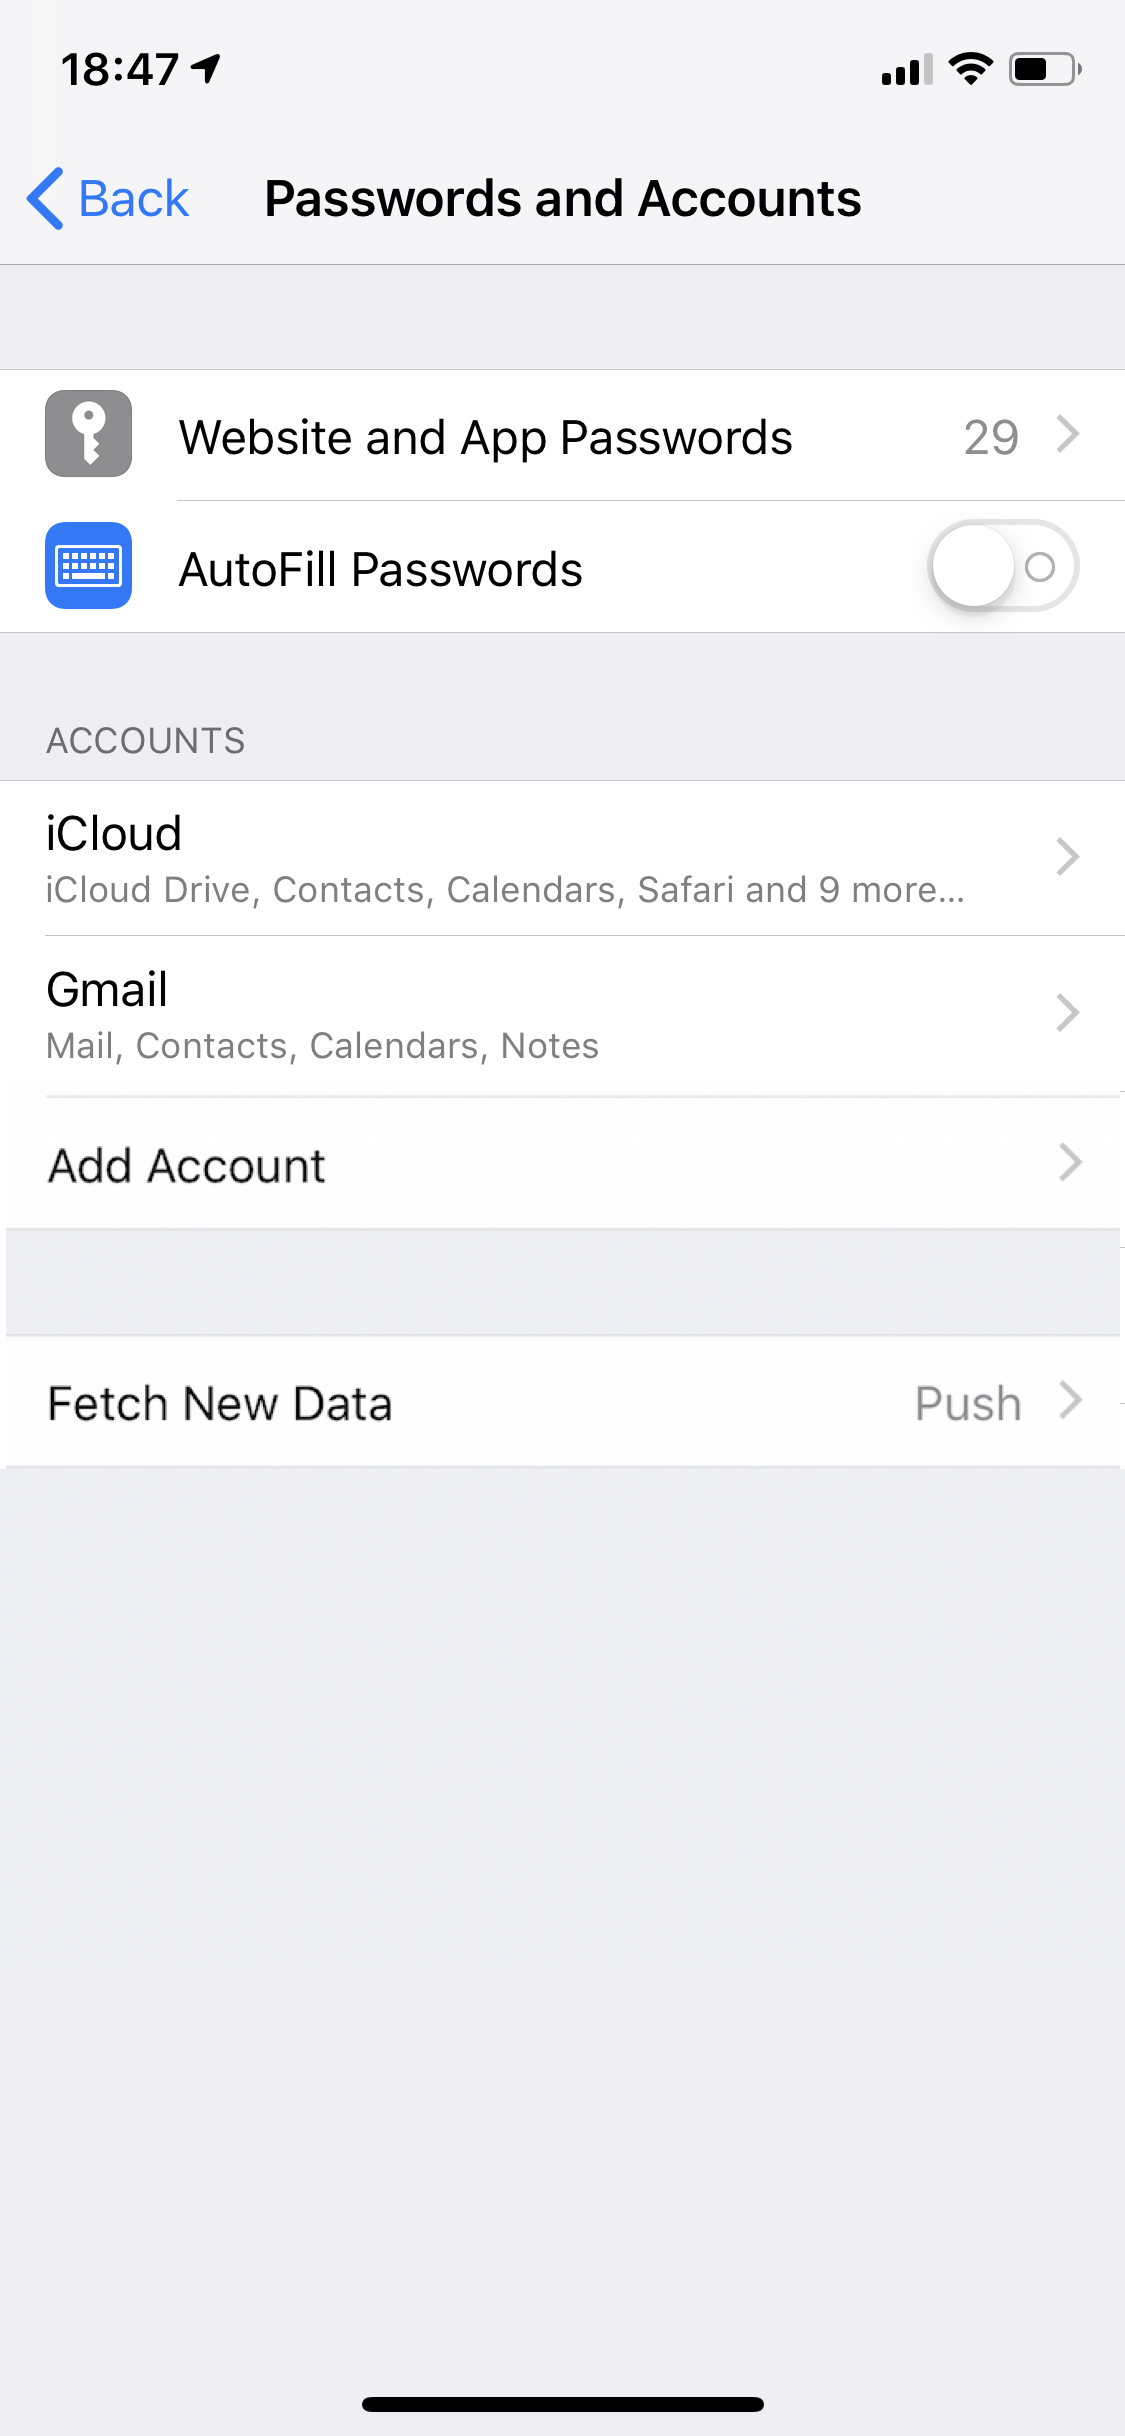 18:47
Back Passwords and Accounts
Website and App Passwords 29
AutoFill Passwords
ACCOUNTS
iCloud
iCloud Drive, Contacts, Calendars, Safari and 9 more...
Gmail
Mail, Contacts, Calendars, Notes
Add Account
Fetch New Data Push